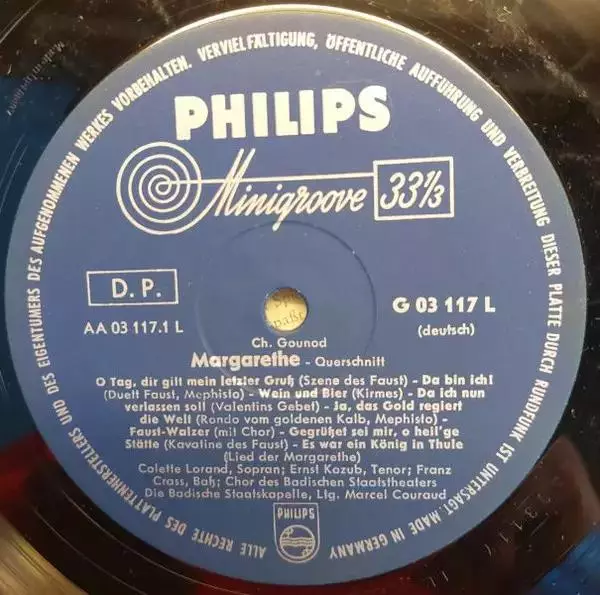 ALLE RECHTE DES PLATTENHERSTELLERS UND DES EIGENTUMERS DES AUFGENOMMENEN WERKES VORBEHALTEN. VERVIELFÄLTIGUNG, ÖFFENTLICHE AUFFÜHRUNG UND VERBREITUNG DIESER PLATTE DURCH RUNDFUNK IST UNTERSAGT. MADE IN GERMANY
PHILIPS
Minigroove 33⅓
D. P.
AA 03 117.1 L
G 03 117 L
(deutsch)
Ch. Gounod
Margarethe - Querschnitt
O Tag, dir gilt mein letzter Gruß (Szene des Faust) - Da bin ich!
(Duett Faust, Mephisto) - Wein und Bier (Kirmes) - Da ich nun
verlassen soll (Valentins Gebet) - Ja, das Gold regiert
die Welt (Rondo vom goldenen Kalb, Mephisto) -
Faust-Walzer (mit Chor) - Gegrüßet sei mir, o heil'ge
Stätte (Kavatine des Faust) - Es war ein König in Thule
(Lied der Margarethe)
Colette Lorand, Sopran; Ernst Kozub, Tenor; Franz
Crass, Baß; Chor des Badischen Staatstheaters
Die Badische Staatskapelle, Ltg. Marcel Couraud
PHILIPS